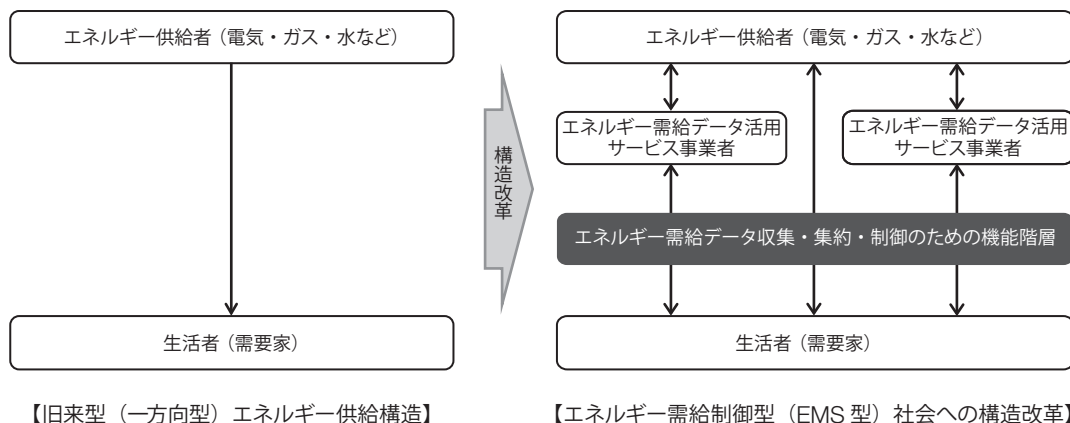 エネルギー供給者（電気・ガス・水など）
生活者（需要家）
【旧来型（一方向型）エネルギー供給構造】
構造改革
エネルギー供給者（電気・ガス・水など）
エネルギー需給データ活用
サービス事業者
エネルギー需給データ活用
サービス事業者
エネルギー需給データ収集・集約・制御のための機能階層
生活者（需要家）
【エネルギー需給制御型（EMS 型）社会への構造改革】